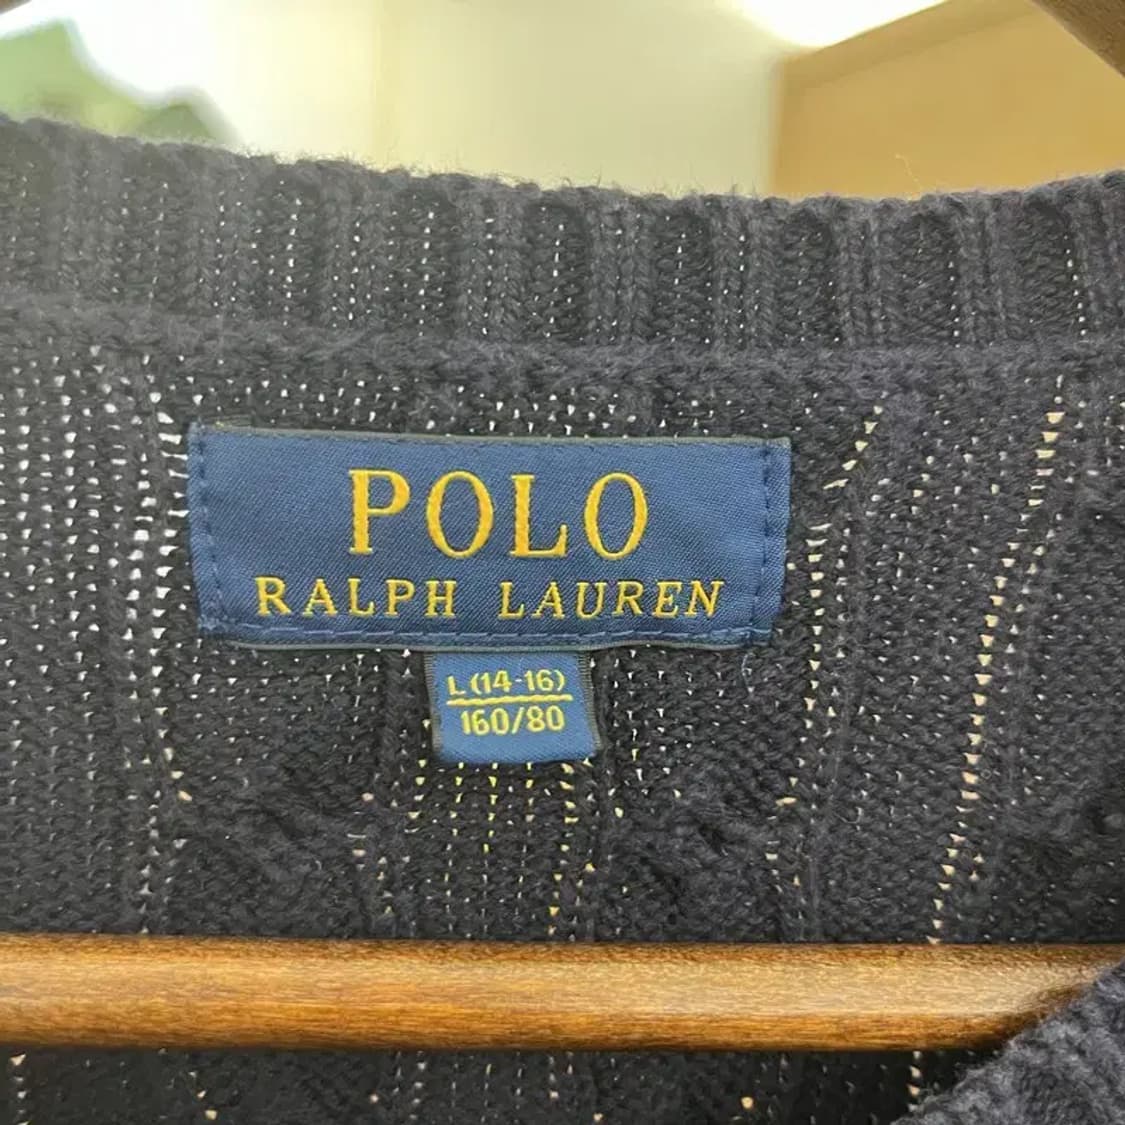 POLO
RALPH LAUREN
L (14-16)
160/80